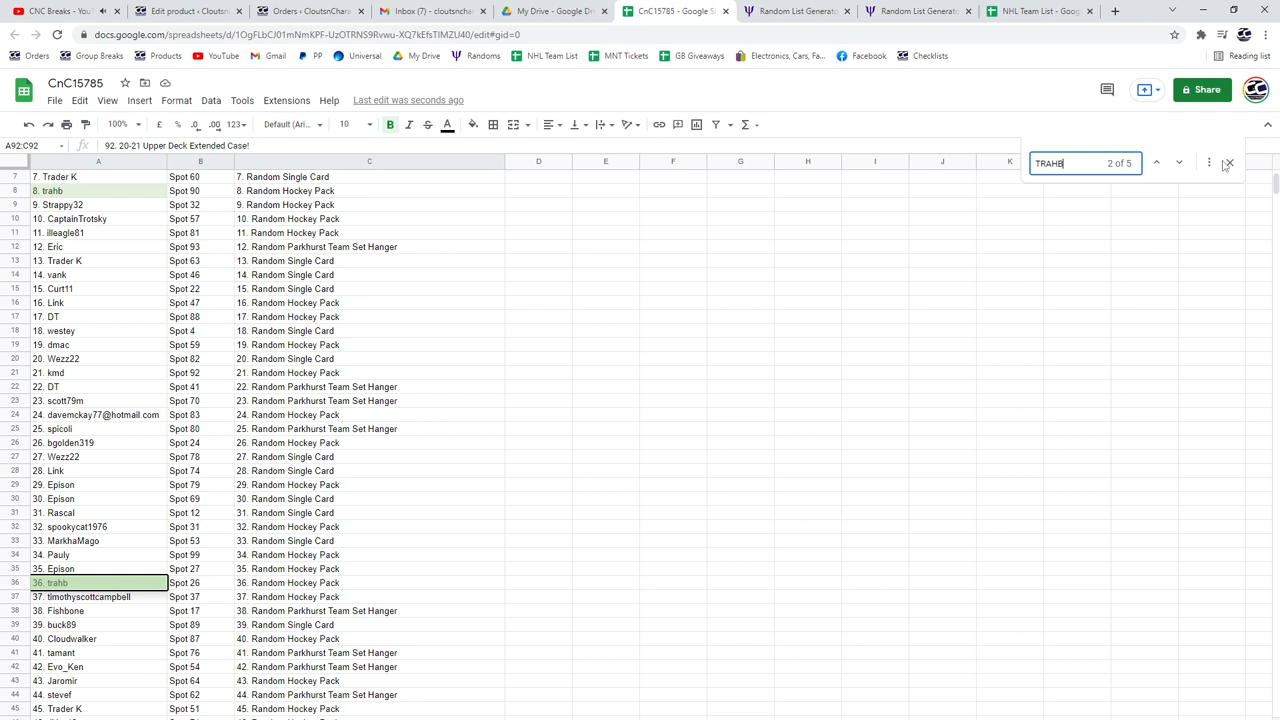 CNC Breaks - You
Edit product ‹ CloutsnChara
Orders ‹ CloutsnCharacters
Inbox (7) - cloutsnchara
My Drive - Google Drive
CnC15785 - Google Sh
Random List Generator
Random List Generator
NHL Team List - Google
docs.google.com/spreadsheets/d/1OgFLbCJ01mNmKPF-UzOTRNS9Rvwu-XQ7kEfsTIMZU40/edit#gid=0
Orders
Group Breaks
Products
YouTube
Gmail
PP
Universal
My Drive
Randoms
NHL Team List
MNT Tickets
GB Giveaways
Electronics, Cars, Fa...
Facebook
Checklists
Reading list
CnC15785
File Edit View Insert Format Data Tools Extensions Help Last edit was seconds ago
Share
100% £ % .0 .00 123 Default (Ari... 10 B I S A
A92:C92 fx 92. 20-21 Upper Deck Extended Case!
TRAHB 2 of 5
A B C D E F G H I J K
7 7. Trader K Spot 60 7. Random Single Card
8 8. trahb Spot 90 8. Random Hockey Pack
9 9. Strappy32 Spot 32 9. Random Hockey Pack
10 10. CaptainTrotsky Spot 57 10. Random Hockey Pack
11 11. illeagle81 Spot 81 11. Random Hockey Pack
12 12. Eric Spot 93 12. Random Parkhurst Team Set Hanger
13 13. Trader K Spot 63 13. Random Single Card
14 14. vank Spot 46 14. Random Single Card
15 15. Curt11 Spot 22 15. Random Single Card
16 16. Link Spot 47 16. Random Hockey Pack
17 17. DT Spot 88 17. Random Hockey Pack
18 18. westey Spot 4 18. Random Single Card
19 19. dmac Spot 59 19. Random Hockey Pack
20 20. Wezz22 Spot 82 20. Random Single Card
21 21. kmd Spot 92 21. Random Hockey Pack
22 22. DT Spot 41 22. Random Parkhurst Team Set Hanger
23 23. scott79m Spot 70 23. Random Parkhurst Team Set Hanger
24 24. davemckay77@hotmail.com Spot 83 24. Random Hockey Pack
25 25. spicoli Spot 80 25. Random Parkhurst Team Set Hanger
26 26. bgolden319 Spot 24 26. Random Hockey Pack
27 27. Wezz22 Spot 78 27. Random Single Card
28 28. Link Spot 74 28. Random Single Card
29 29. Epison Spot 79 29. Random Hockey Pack
30 30. Epison Spot 69 30. Random Single Card
31 31. Rascal Spot 12 31. Random Single Card
32 32. spookycat1976 Spot 31 32. Random Hockey Pack
33 33. MarkhaMago Spot 53 33. Random Single Card
34 34. Pauly Spot 99 34. Random Hockey Pack
35 35. Epison Spot 27 35. Random Hockey Pack
36 36. trahb Spot 26 36. Random Hockey Pack
37 37. timothyscottcampbell Spot 37 37. Random Hockey Pack
38 38. Fishbone Spot 17 38. Random Parkhurst Team Set Hanger
39 39. buck89 Spot 89 39. Random Single Card
40 40. Cloudwalker Spot 87 40. Random Hockey Pack
41 41. tamant Spot 76 41. Random Parkhurst Team Set Hanger
42 42. Evo_Ken Spot 54 42. Random Parkhurst Team Set Hanger
43 43. Jaromir Spot 64 43. Random Hockey Pack
44 44. stevef Spot 62 44. Random Parkhurst Team Set Hanger
45 45. Trader K Spot 51 45. Random Hockey Pack